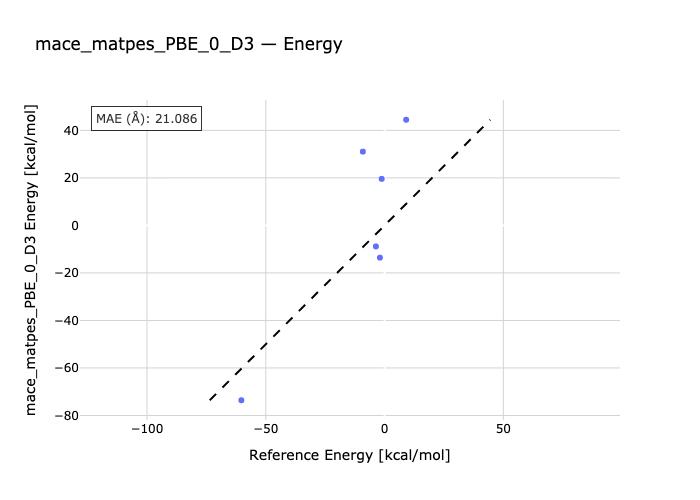 mace_matpes_PBE_0_D3 — Energy
MAE (Å): 21.086
mace_matpes_PBE_0_D3 Energy [kcal/mol]
40
20
0
−20
−40
−60
−80
−100
−50
0
50
Reference Energy [kcal/mol]